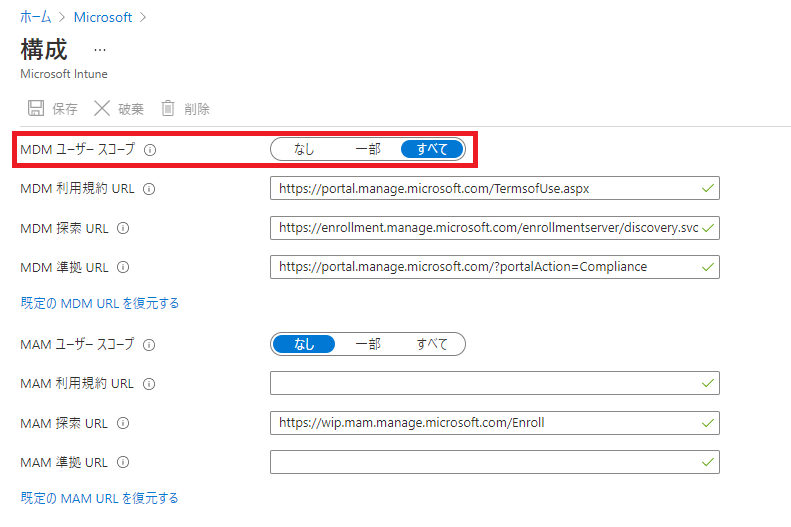 ホーム > Microsoft >
構成 ...
Microsoft Intune
保存 破棄 削除
MDM ユーザー スコープ なし 一部 すべて
MDM 利用規約 URL https://portal.manage.microsoft.com/TermsofUse.aspx
MDM 探索 URL https://enrollment.manage.microsoft.com/enrollmentserver/discovery.svc
MDM 準拠 URL https://portal.manage.microsoft.com/?portalAction=Compliance
既定の MDM URL を復元する
MAM ユーザー スコープ なし 一部 すべて
MAM 利用規約 URL
MAM 探索 URL https://wip.mam.manage.microsoft.com/Enroll
MAM 準拠 URL
既定の MAM URL を復元する